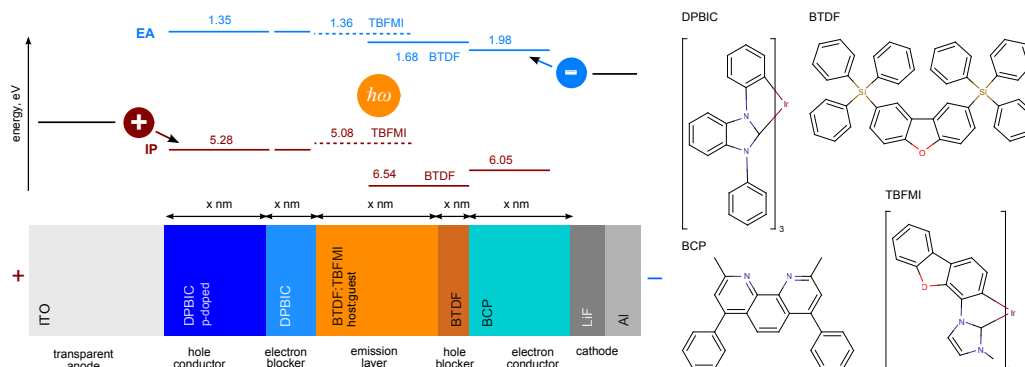 EA
1.35
1.36
TBFMI
1.68
BTDF
1.98
energy, eV
ħω
+
IP
5.28
5.08
TBFMI
6.54
BTDF
6.05
x nm
x nm
x nm
x nm
x nm
+
ITO
DPBIC
p-doped
DPBIC
BTDF:TBFMI
host:guest
BTDF
BCP
LiF
Al
transparent
anode
hole
conductor
electron
blocker
emission
layer
hole
blocker
electron
conductor
cathode
DPBIC
Ir
N
N
3
BTDF
Si
Si
O
BCP
N
N
TBFMI
O
N
Ir
N